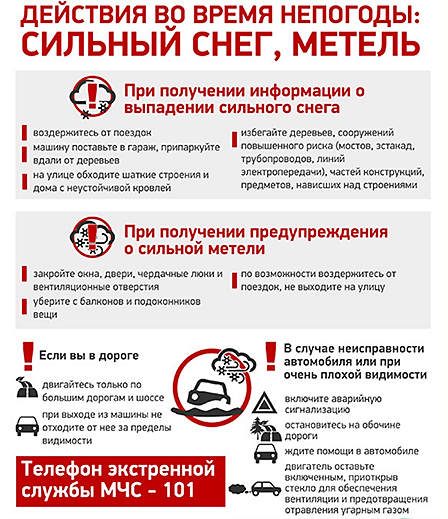 ДЕЙСТВИЯ ВО ВРЕМЯ НЕПОГОДЫ:
СИЛЬНЫЙ СНЕГ, МЕТЕЛЬ
При получении информации о
выпадении сильного снега
воздержитесь от поездок
машину поставьте в гараж, припаркуйте
вдали от деревьев
на улице обходите шаткие строения и
дома с неустойчивой кровлей
избегайте деревьев, сооружений
повышенного риска (мостов, эстакад,
трубопроводов, линий
электропередачи), частей конструкций,
предметов, нависших над строениями
При получении предупреждения
о сильной метели
закройте окна, двери, чердачные люки и
вентиляционные отверстия
уберите с балконов и подоконников
вещи
по возможности воздержитесь от
поездок, не выходите на улицу
Если вы в дороге
двигайтесь только по
большим дорогам и шоссе
при выходе из машины не
отходите от нее за пределы
видимости
Телефон экстренной
службы МЧС - 101
В случае неисправности
автомобиля или при
очень плохой видимости
включите аварийную
сигнализацию
остановитесь на обочине
дороги
ждите помощи в автомобиле
двигатель оставьте
включенным, приоткрыв
стекло для обеспечения
вентиляции и предотвращения
отравления угарным газом